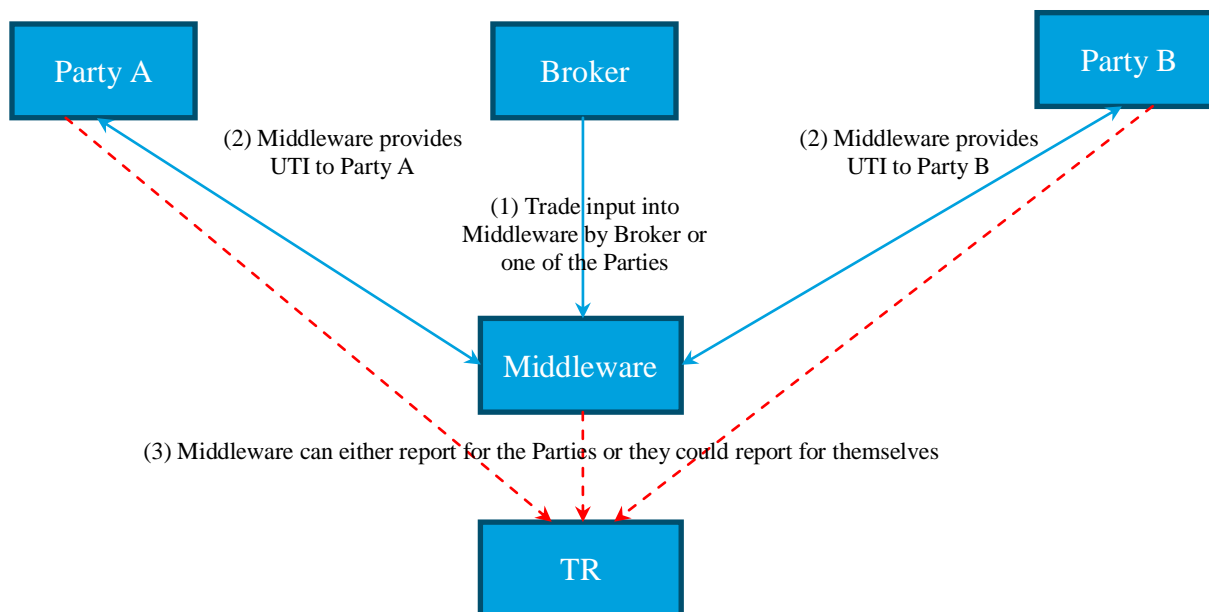 Party A
Broker
Party B
(2) Middleware provides
UTI to Party A
(2) Middleware provides
UTI to Party B
(1) Trade input into
Middleware by Broker or
one of the Parties
Middleware
(3) Middleware can either report for the Parties or they could report for themselves
TR